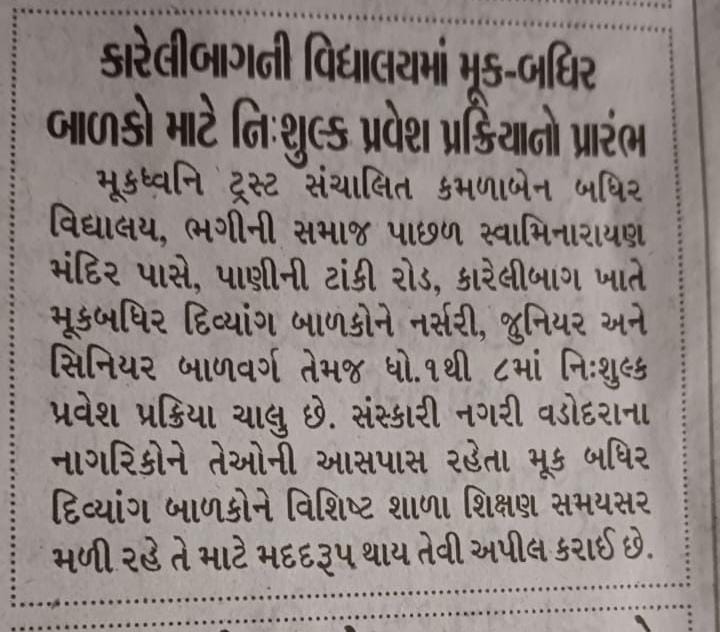 કારેલીબાગની વિદ્યાલયમાં મૂક-બધિર
બાળકો માટે નિઃશુલ્ક પ્રવેશ પ્રક્રિયાનો પ્રારંભ
મૂકધ્વનિ ટ્રસ્ટ સંચાલિત કમળાબેન બધિર
વિદ્યાલય, ભગીની સમાજ પાછળ સ્વામિનારાયણ
મંદિર પાસે, પાણીની ટાંકી રોડ, કારેલીબાગ ખાતે
મૂકબધિર દિવ્યાંગ બાળકોને નર્સરી, જુનિયર અને
સિનિયર બાળવર્ગ તેમજ ધો.૧થી ૮માં નિઃશુલ્ક
પ્રવેશ પ્રક્રિયા ચાલુ છે. સંસ્કારી નગરી વડોદરાના
નાગરિકોને તેઓની આસપાસ રહેતા મૂક બધિર
દિવ્યાંગ બાળકોને વિશિષ્ટ શાળા શિક્ષણ સમયસર
મળી રહે તે માટે મદદરૂપ થાય તેવી અપીલ કરાઈ છે.